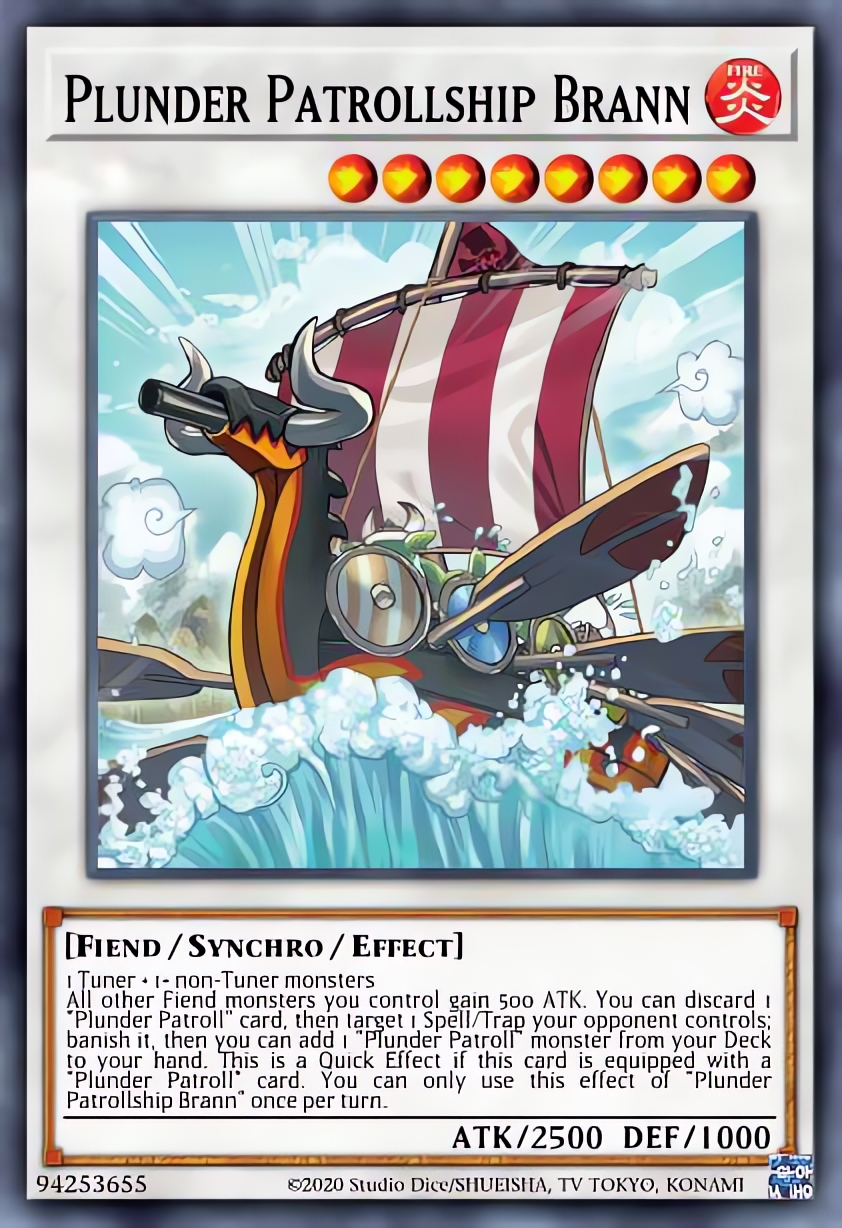 PLUNDER PATROLLSHIP BRANN
FIRE
炎
[FIEND / SYNCHRO / EFFECT]
1 Tuner + 1+ non-Tuner monsters
All other Fiend monsters you control gain 500 ATK. You can discard 1
"Plunder Patroll" card, then target 1 Spell/Trap your opponent controls;
banish it, then you can add 1 "Plunder Patroll" monster from your Deck
to your hand. This is a Quick Effect if this card is equipped with a
"Plunder Patroll" card. You can only use this effect of "Plunder
Patrollship Brann" once per turn.
ATK/2500 DEF/1000
94253655
©2020 Studio Dice/SHUEISHA, TV TOKYO, KONAMI